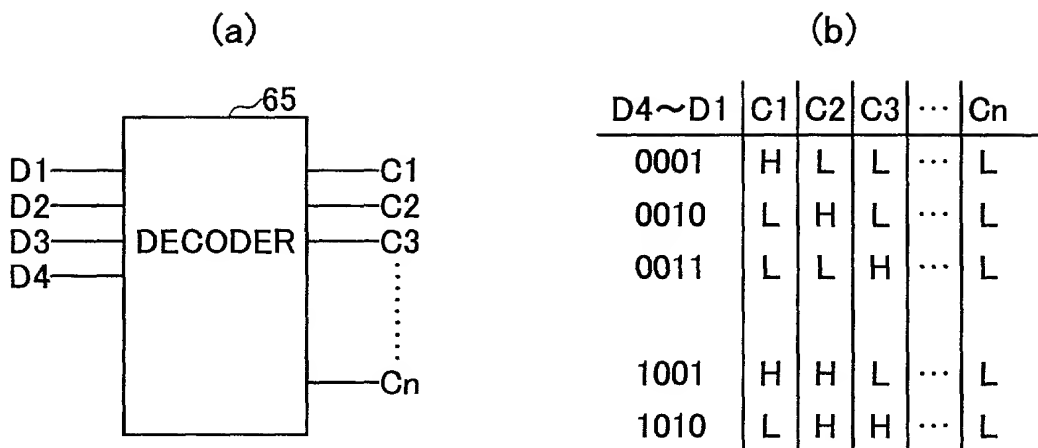 (a)
65
D1
D2
D3
D4
DECODER
C1
C2
C3
Cn
(b)
D4～D1 C1 C2 C3 ⋯ Cn
0001 H L L ⋯ L
0010 L H L ⋯ L
0011 L L H ⋯ L
1001 H H L ⋯ L
1010 L H H ⋯ L